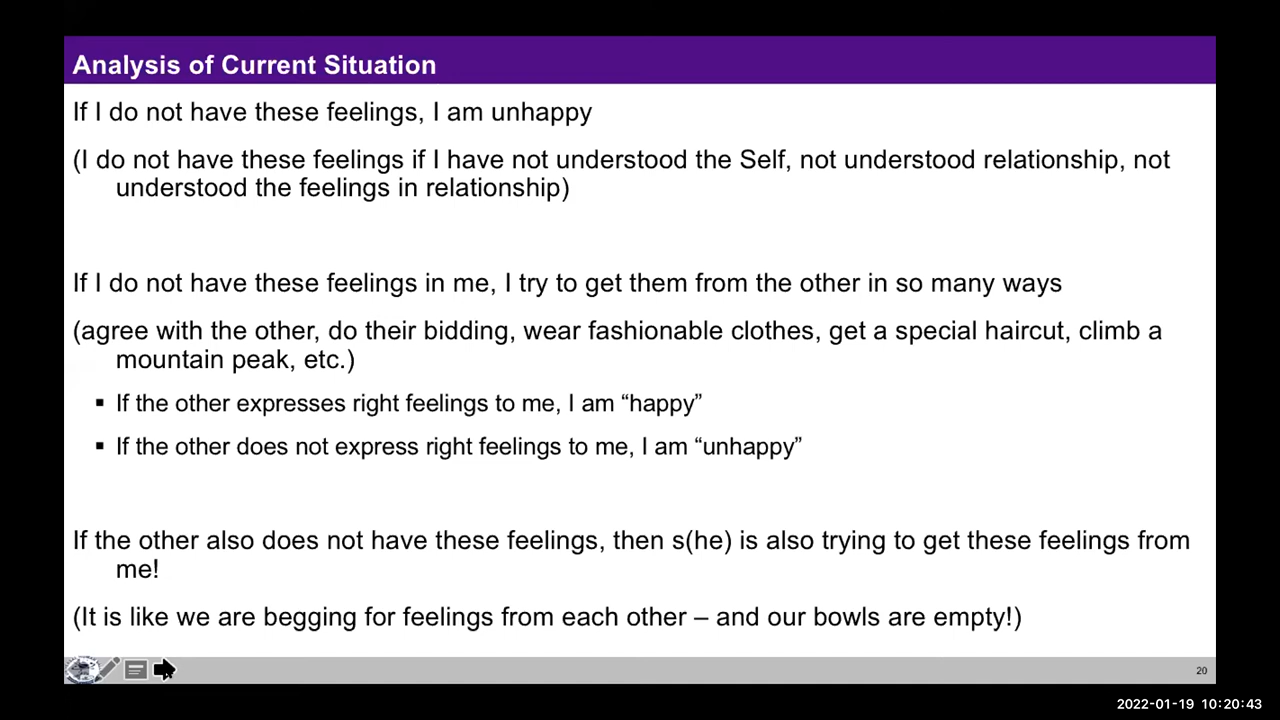 Analysis of Current Situation
If I do not have these feelings, I am unhappy
(I do not have these feelings if I have not understood the Self, not understood relationship, not
understood the feelings in relationship)
If I do not have these feelings in me, I try to get them from the other in so many ways
(agree with the other, do their bidding, wear fashionable clothes, get a special haircut, climb a
mountain peak, etc.)
▪ If the other expresses right feelings to me, I am “happy”
▪ If the other does not express right feelings to me, I am “unhappy”
If the other also does not have these feelings, then s(he) is also trying to get these feelings from
me!
(It is like we are begging for feelings from each other – and our bowls are empty!)
20
2022-01-19 10:20:43